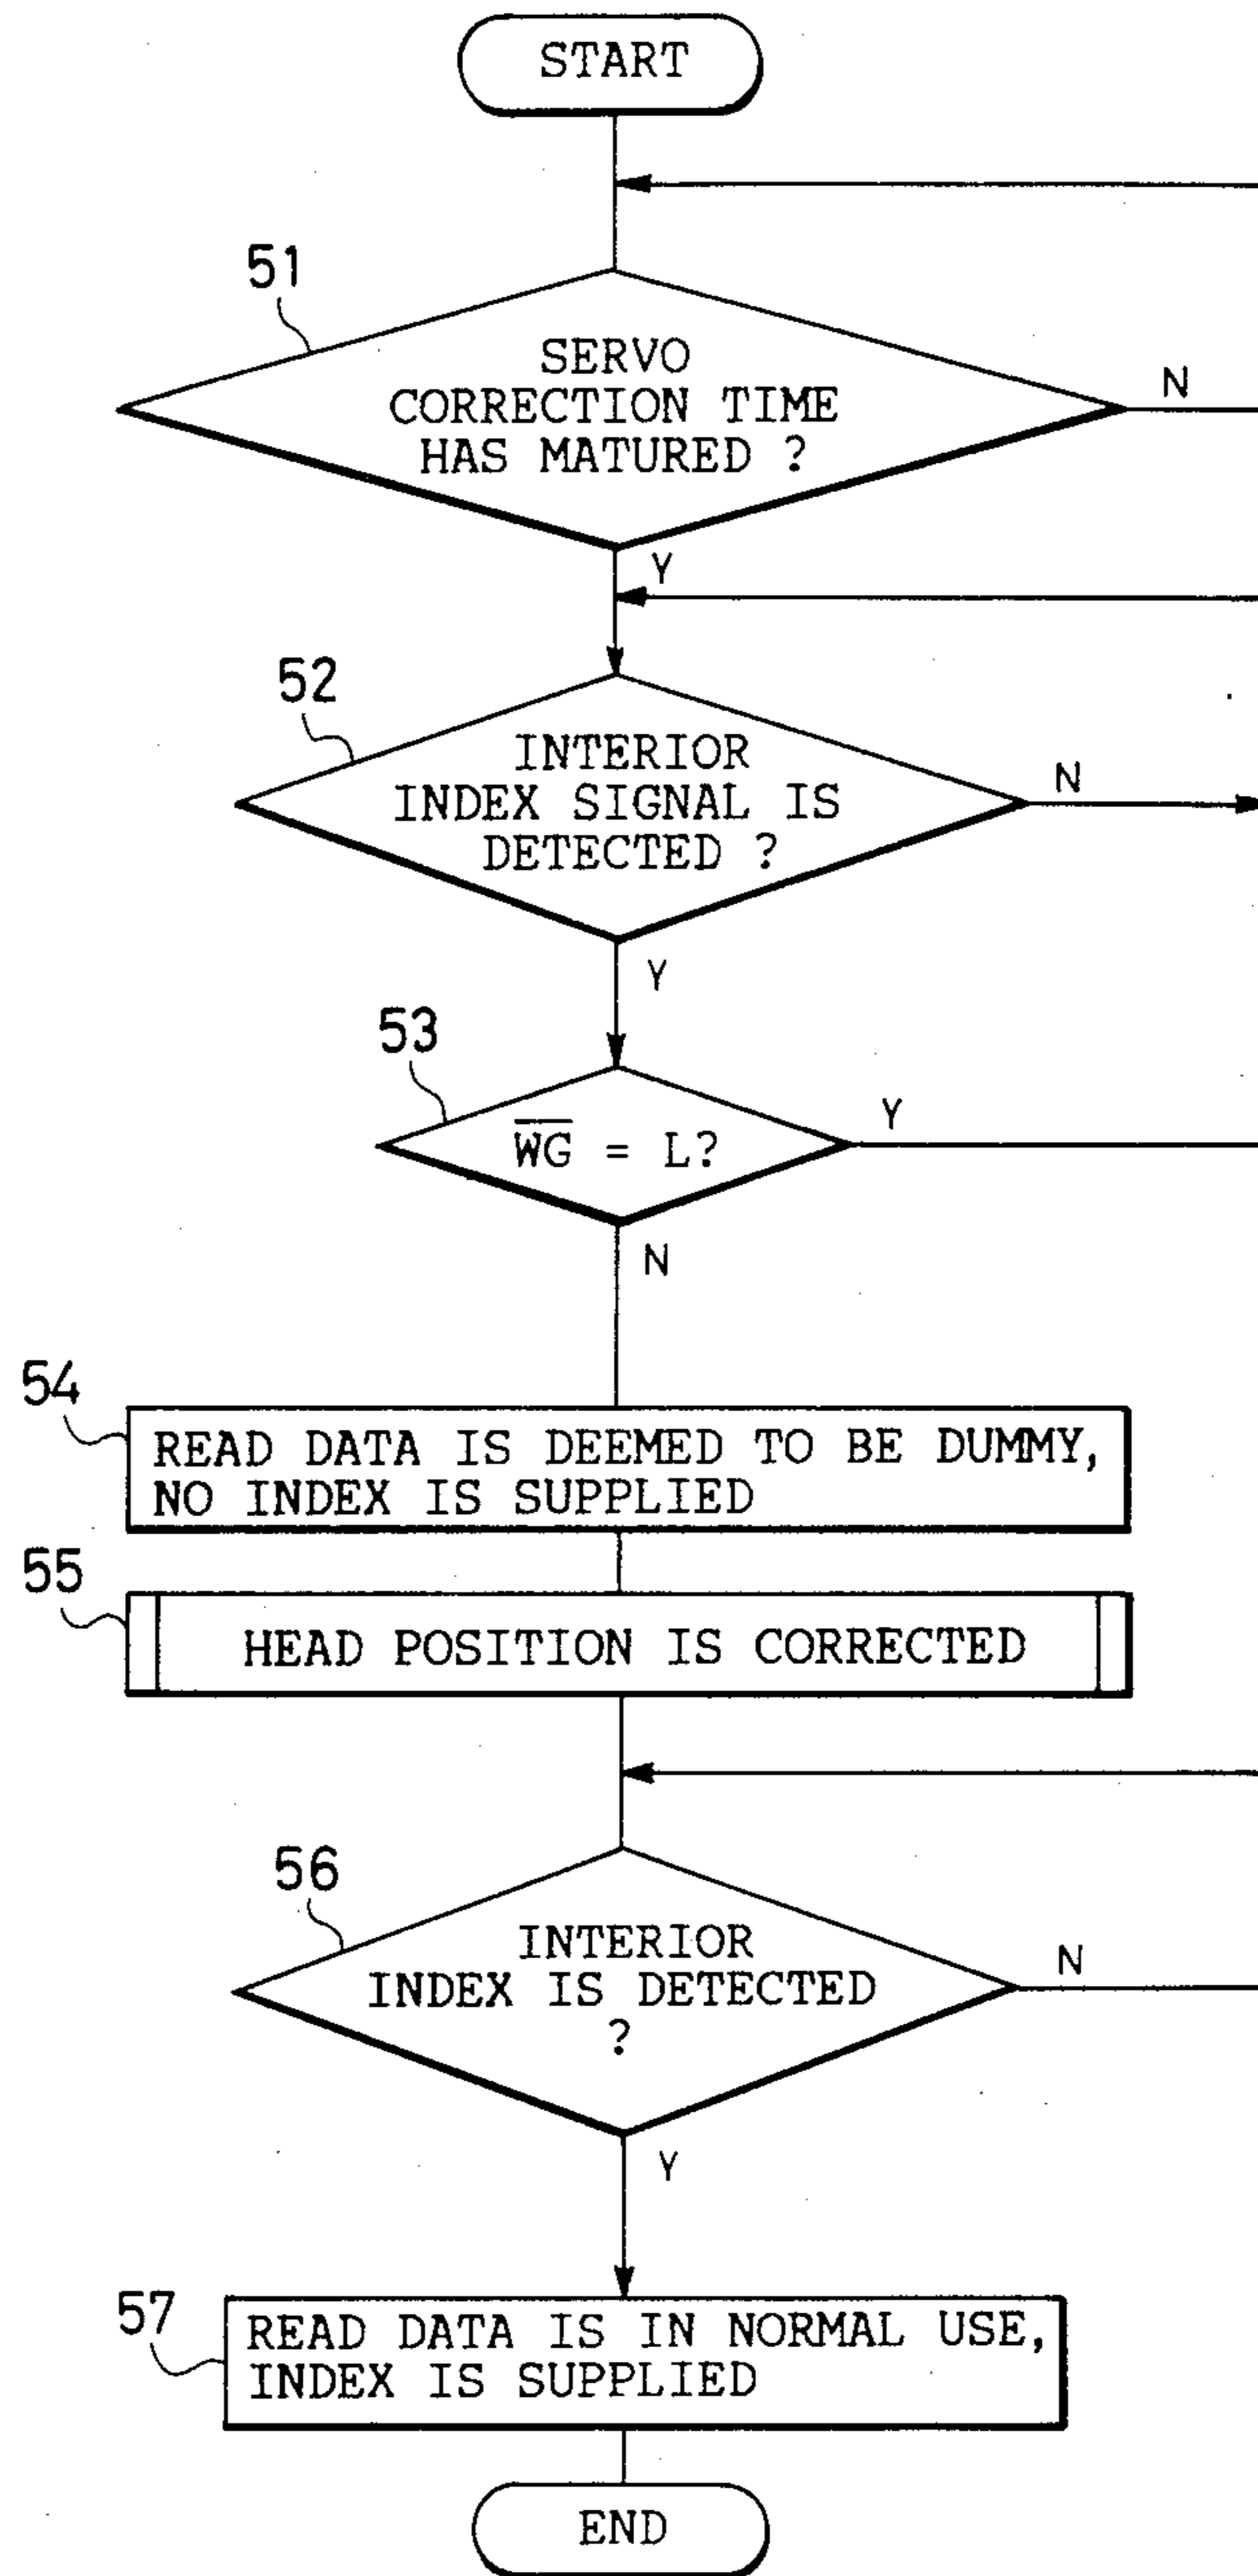 START
51
SERVO
CORRECTION TIME
HAS MATURED ?
N
Y
52
INTERIOR
INDEX SIGNAL IS
DETECTED ?
N
Y
53
W̅G̅ = L?
Y
N
54
READ DATA IS DEEMED TO BE DUMMY,
NO INDEX IS SUPPLIED
55
HEAD POSITION IS CORRECTED
56
INTERIOR
INDEX IS DETECTED
?
N
Y
57
READ DATA IS IN NORMAL USE,
INDEX IS SUPPLIED
END